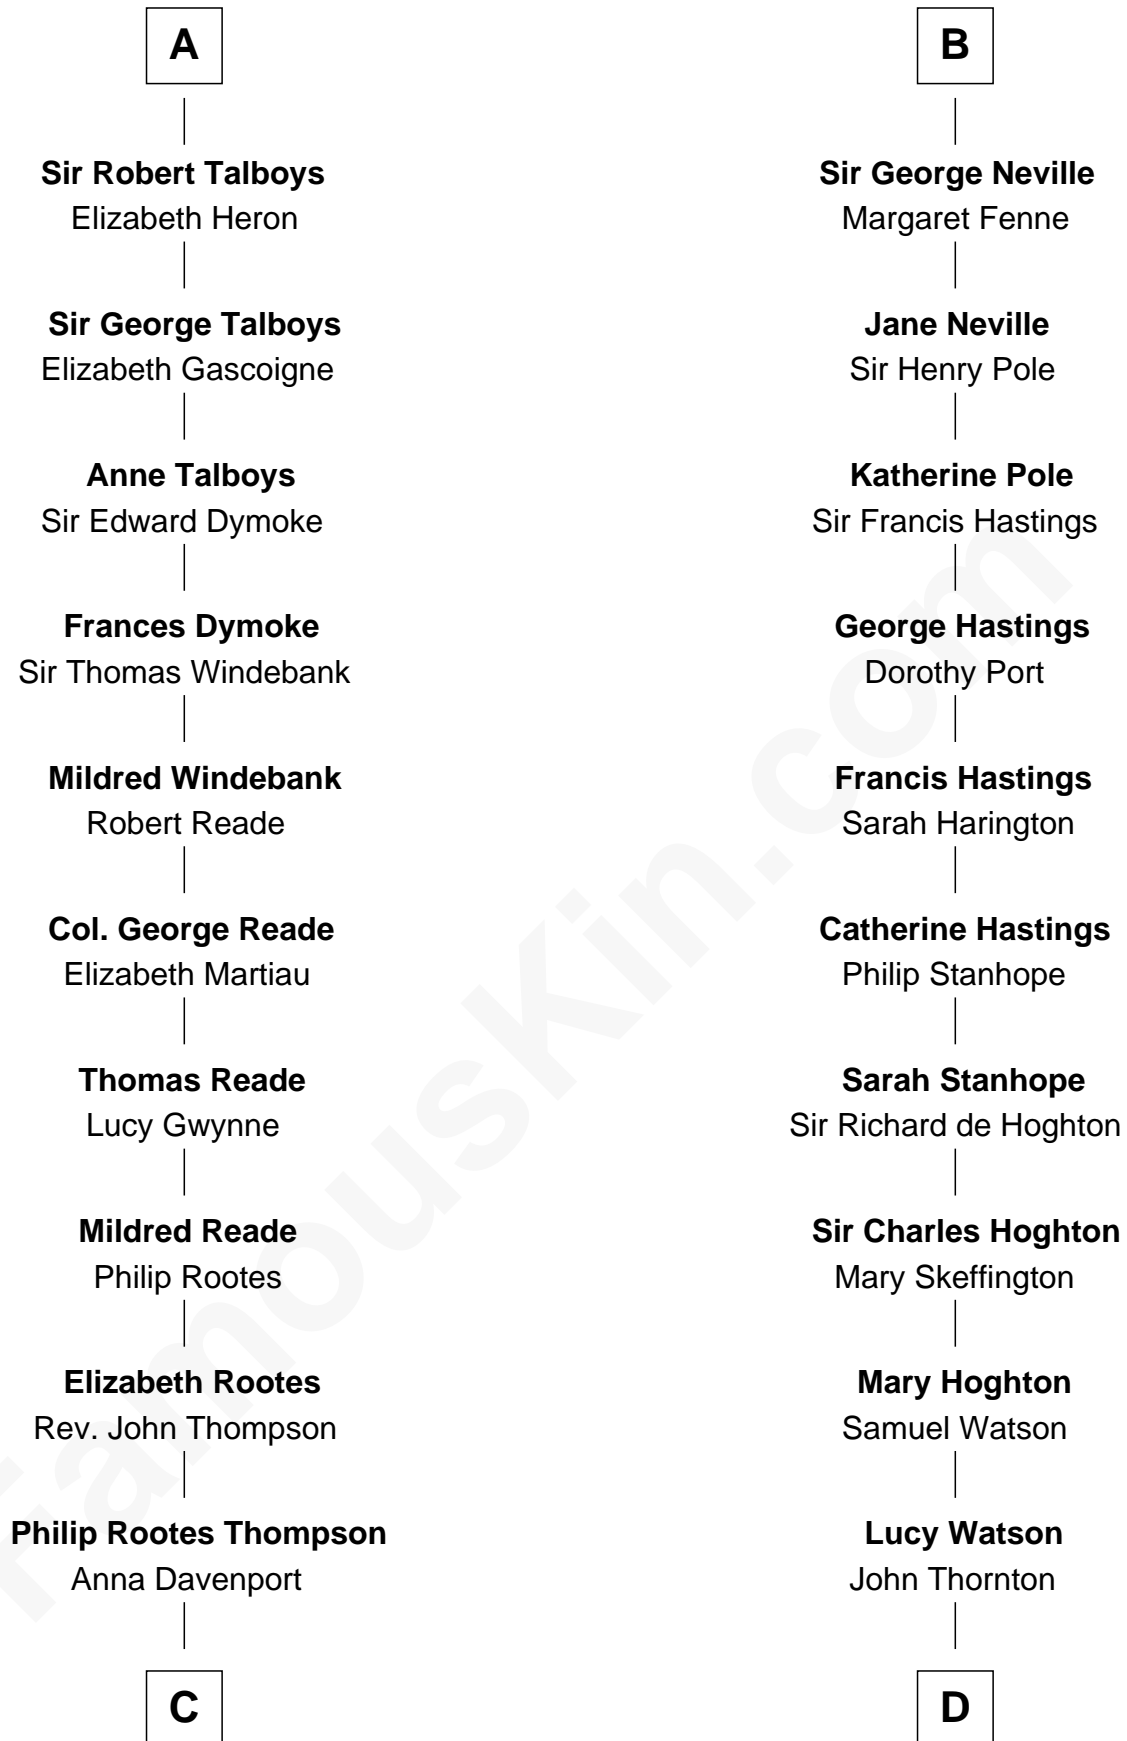 A
Sir Robert Talboys
Elizabeth Heron
Sir George Talboys
Elizabeth Gascoigne
Anne Talboys
Sir Edward Dymoke
Frances Dymoke
Sir Thomas Windebank
Mildred Windebank
Robert Reade
Col. George Reade
Elizabeth Martiau
Thomas Reade
Lucy Gwynne
Mildred Reade
Philip Rootes
Elizabeth Rootes
Rev. John Thompson
Philip Rootes Thompson
Anna Davenport
C
B
Sir George Neville
Margaret Fenne
Jane Neville
Sir Henry Pole
Katherine Pole
Sir Francis Hastings
George Hastings
Dorothy Port
Francis Hastings
Sarah Harington
Catherine Hastings
Philip Stanhope
Sarah Stanhope
Sir Richard de Hoghton
Sir Charles Hoghton
Mary Skeffington
Mary Hoghton
Samuel Watson
Lucy Watson
John Thornton
D
FamousKin.com